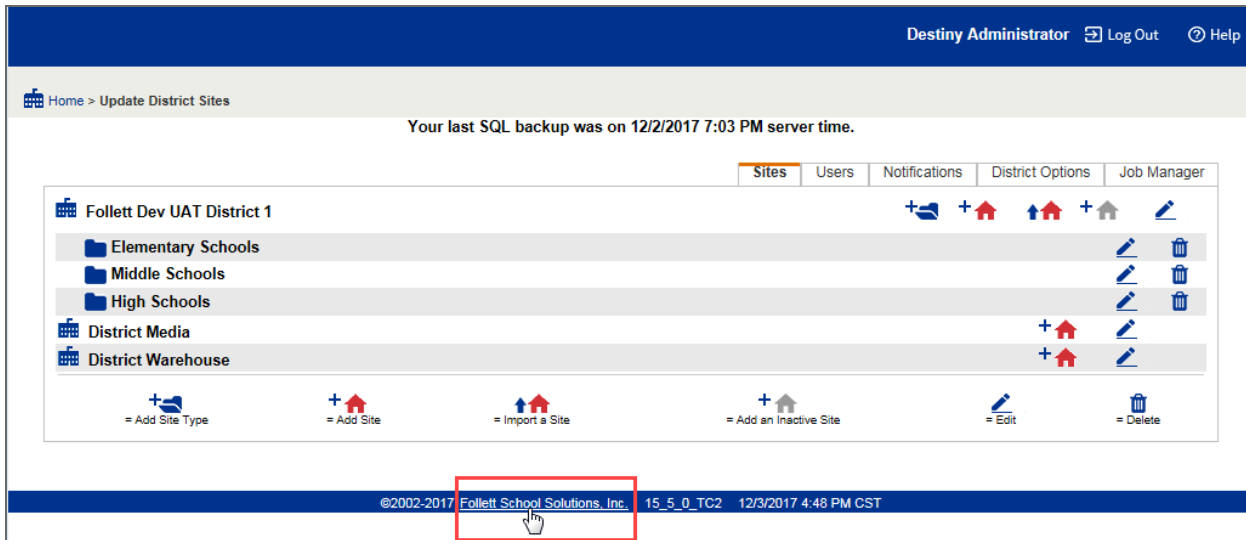 Destiny Administrator Log Out Help
Home > Update District Sites
Your last SQL backup was on 12/2/2017 7:03 PM server time.
Sites Users Notifications District Options Job Manager
Follett Dev UAT District 1
Elementary Schools
Middle Schools
High Schools
District Media
District Warehouse
= Add Site Type = Add Site = Import a Site = Add an Inactive Site = Edit = Delete
©2002-2017 Follett School Solutions, Inc. 15_5_0_TC2 12/3/2017 4:48 PM CST